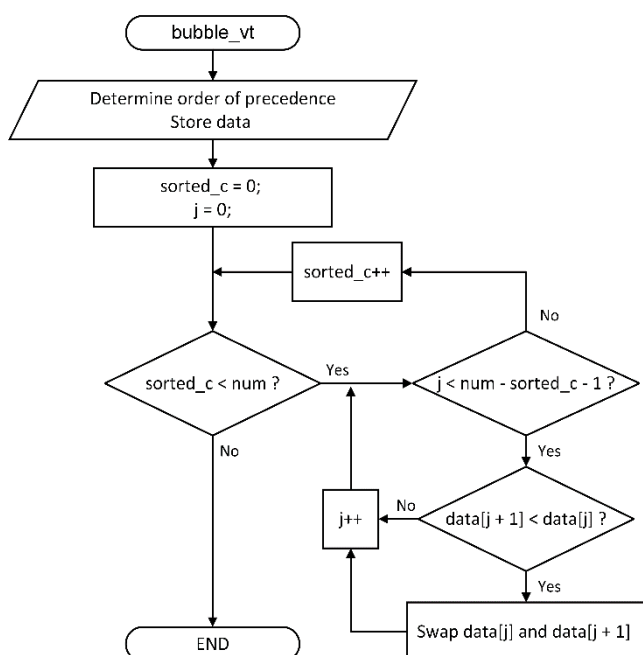 bubble_vt
Determine order of precedence
Store data
sorted_c = 0;
j = 0;
sorted_c++
No
sorted_c < num ?
Yes
j < num - sorted_c - 1 ?
No
Yes
j++
No
data[j + 1] < data[j] ?
Yes
END
Swap data[j] and data[j + 1]